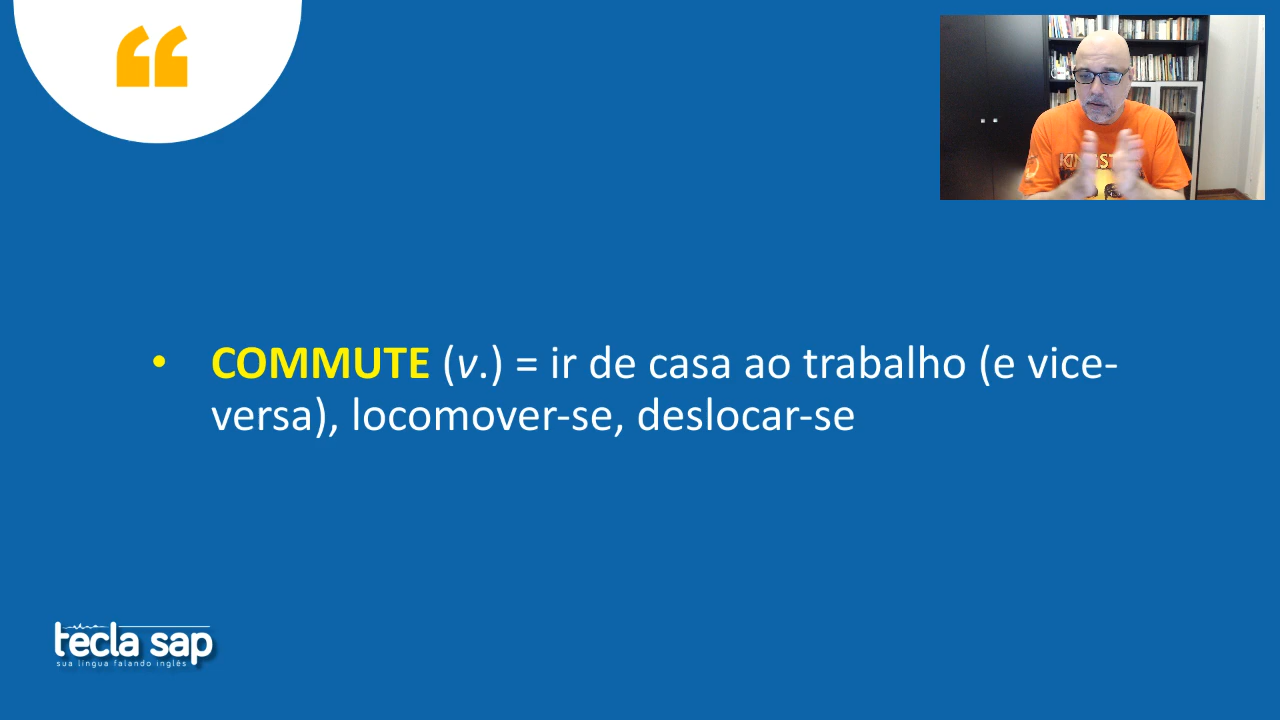 “
• COMMUTE (v.) = ir de casa ao trabalho (e vice-
versa), locomover-se, deslocar-se
tecla sap
sua língua falando inglês